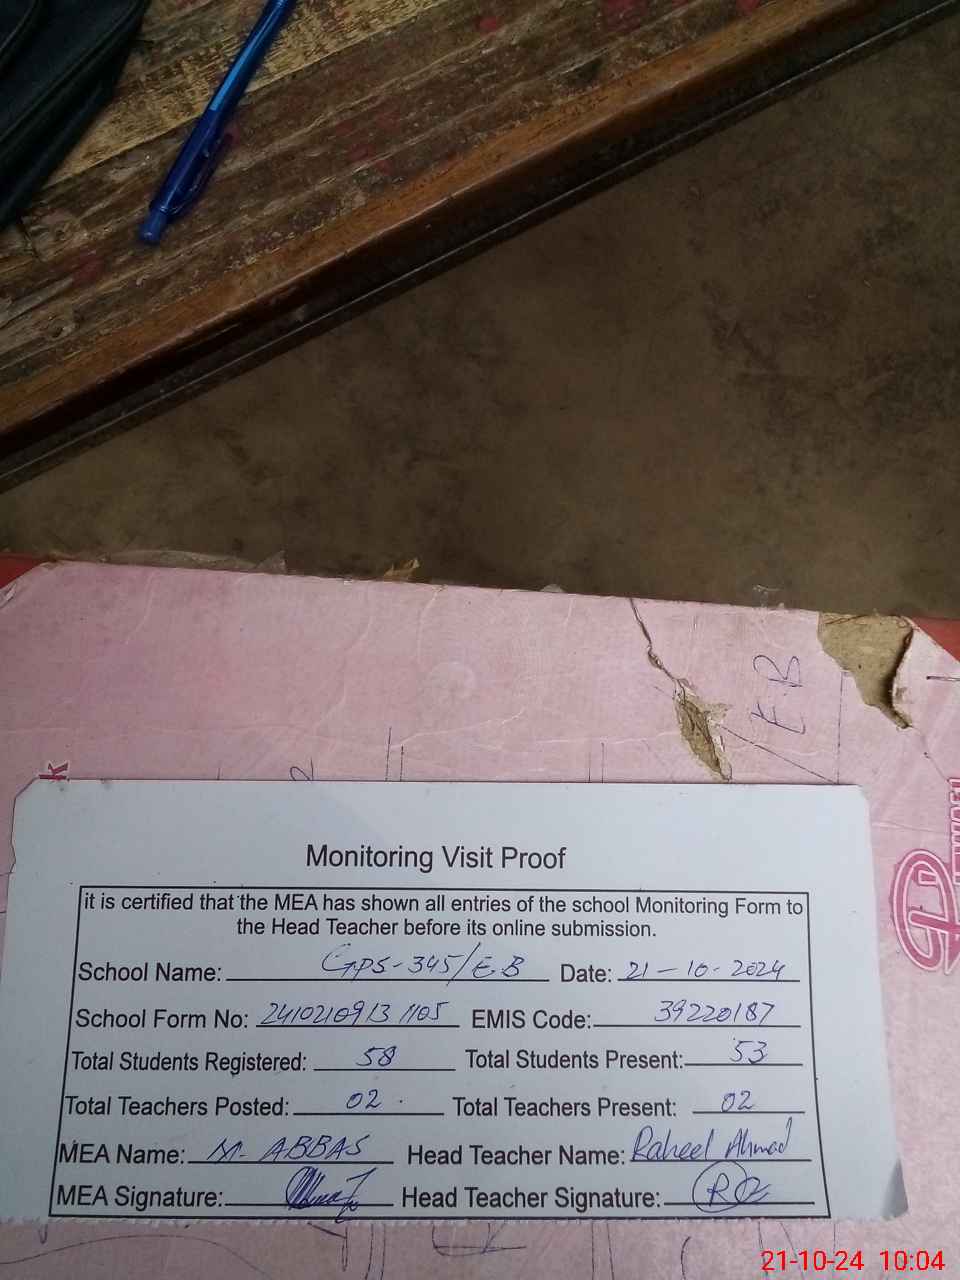 E.B
k
Monitoring Visit Proof
it is certified that the MEA has shown all entries of the school Monitoring Form to
the Head Teacher before its online submission.
School Name: GPS-345/E.B Date: 21-10-2024
School Form No: 2410210913 1105 EMIS Code: 39220187
Total Students Registered: 58 Total Students Present: 53
Total Teachers Posted: 02 Total Teachers Present: 02
MEA Name: M. ABBAS Head Teacher Name: Raheel Ahmad
MEA Signature: Head Teacher Signature:
21-10-24 10:04